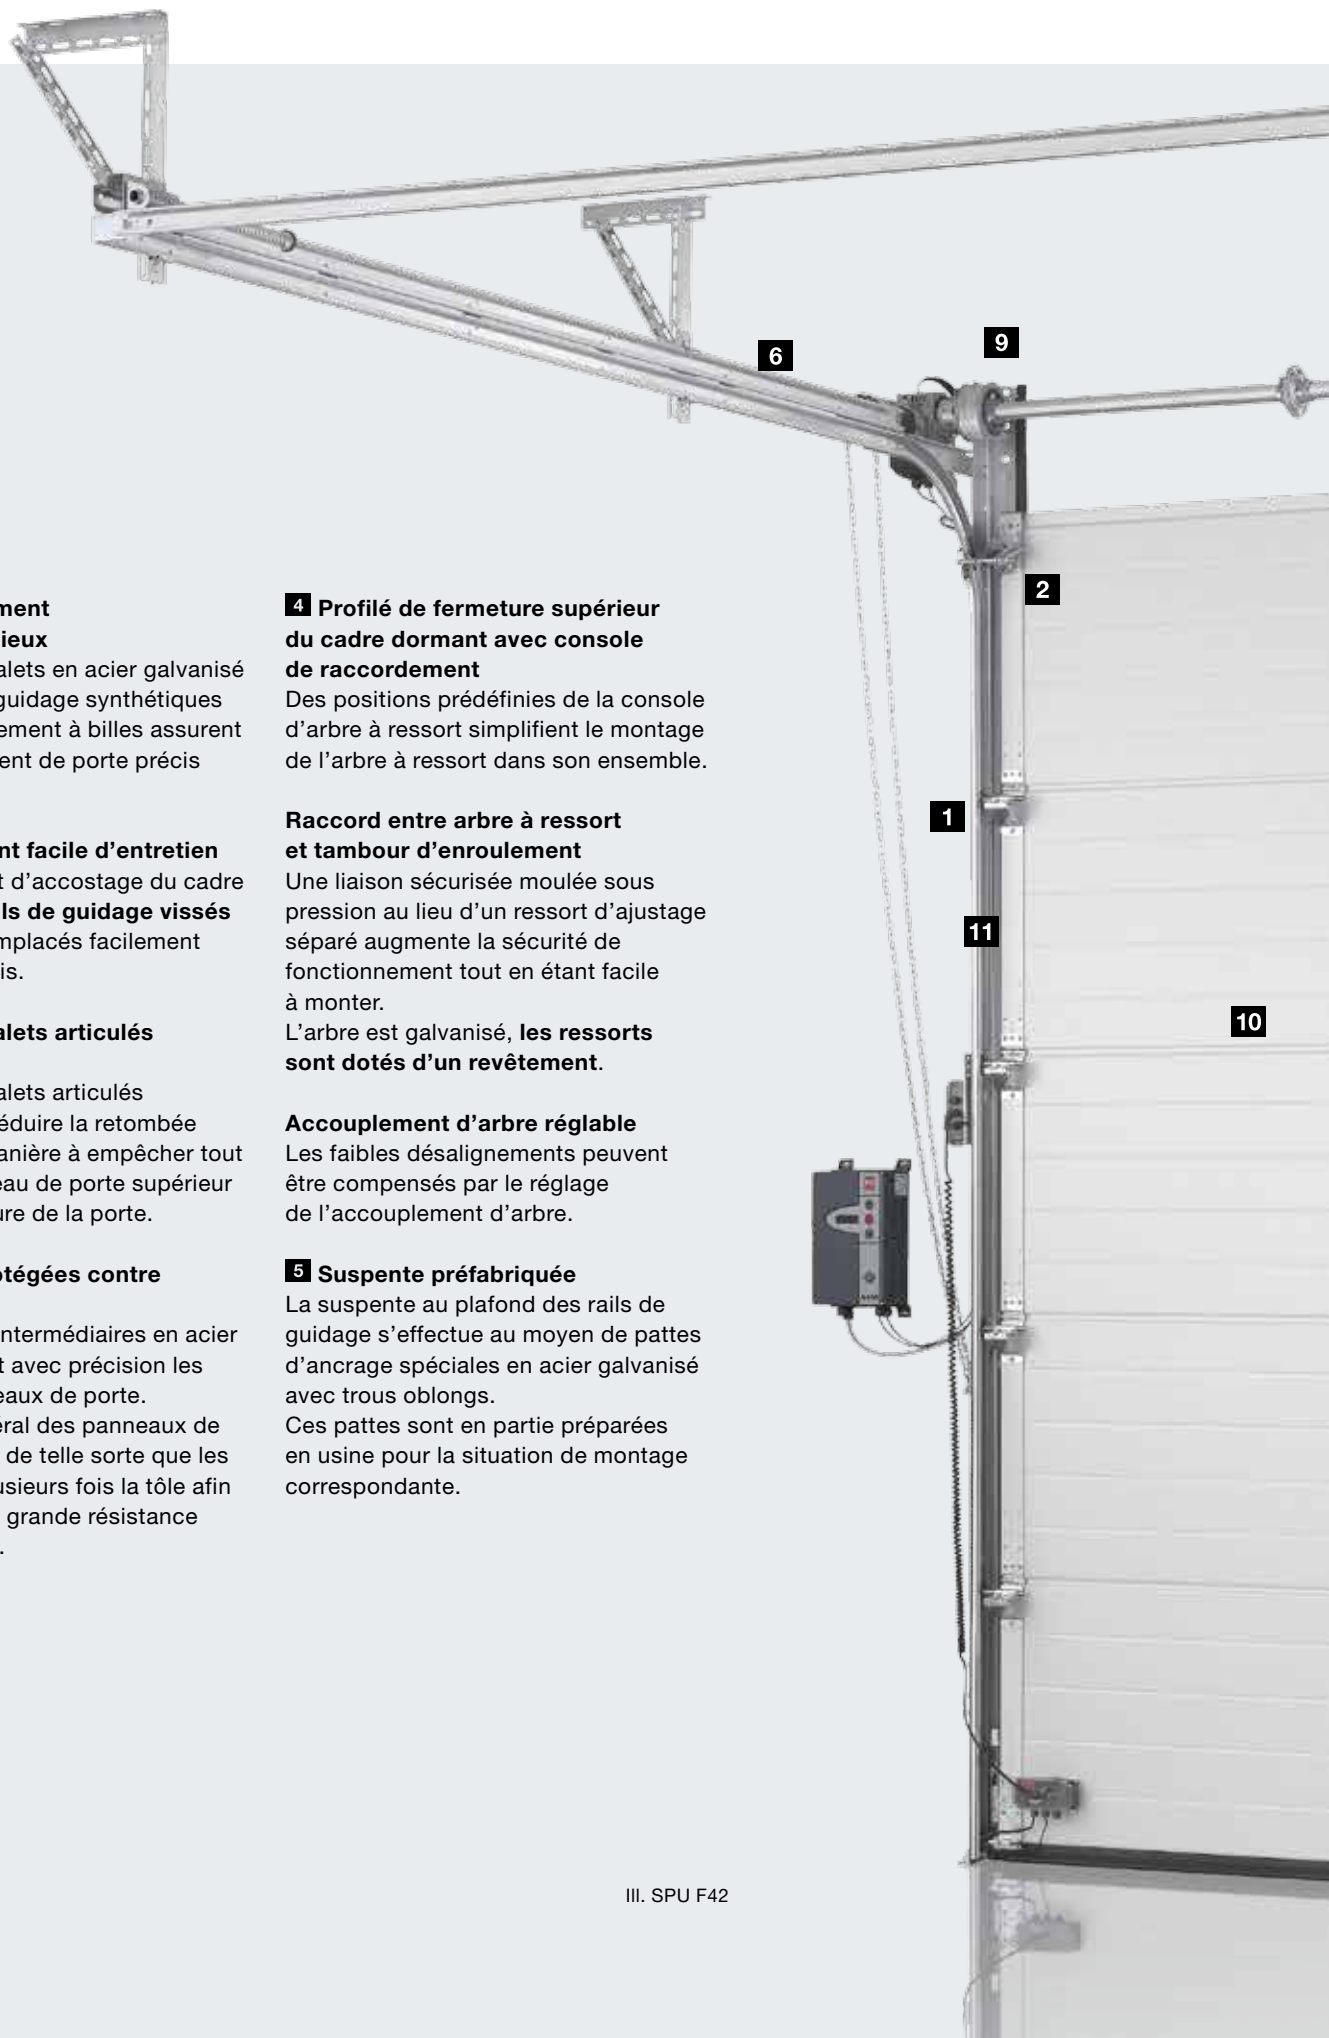 ment
ieux
alets en acier galvanisé
guidage synthétiques
ement à billes assurent
ent de porte précis
nt facile d'entretien
t d'accostage du cadre
ls de guidage vissés
mplacés facilement
is.
alets articulés
alets articulés
éduire la retombée
anière à empêcher tout
eau de porte supérieur
ure de la porte.
otégées contre
ntermédiaires en acier
t avec précision les
eaux de porte.
éral des panneaux de
de telle sorte que les
usieurs fois la tôle afin
grande résistance
.
4 Profilé de fermeture supérieur
du cadre dormant avec console
de raccordement
Des positions prédéfinies de la console
d'arbre à ressort simplifient le montage
de l'arbre à ressort dans son ensemble.
Raccord entre arbre à ressort
et tambour d'enroulement
Une liaison sécurisée moulée sous
pression au lieu d'un ressort d'ajustage
séparé augmente la sécurité de
fonctionnement tout en étant facile
à monter.
L'arbre est galvanisé, les ressorts
sont dotés d'un revêtement.
Accouplement d'arbre réglable
Les faibles désalignements peuvent
être compensés par le réglage
de l'accouplement d'arbre.
5 Suspente préfabriquée
La suspente au plafond des rails de
guidage s'effectue au moyen de pattes
d'ancrage spéciales en acier galvanisé
avec trous oblongs.
Ces pattes sont en partie préparées
en usine pour la situation de montage
correspondante.
6
9
2
1
11
10
Ill. SPU F42